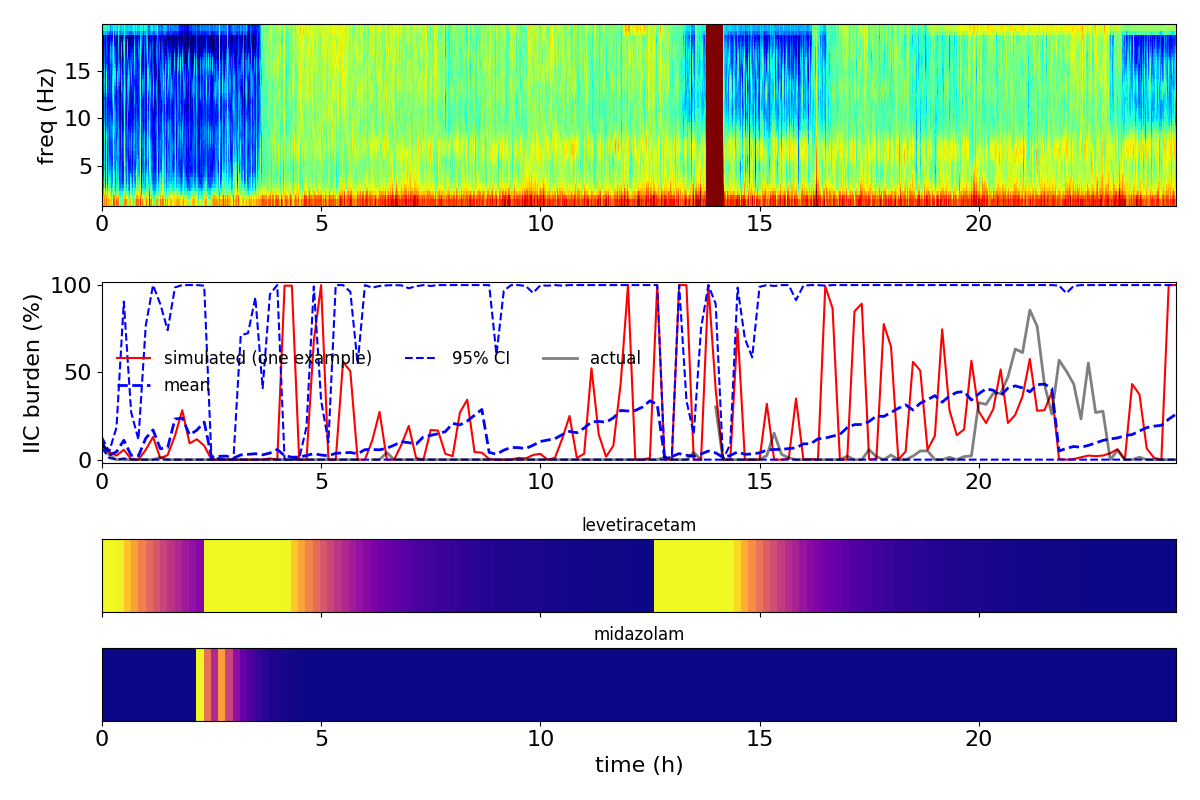 freq (Hz)
15
10
5
0 5 10 15 20
IIC burden (%)
100
50
0
simulated (one example) 95% CI actual
mean
0 5 10 15 20
levetiracetam
midazolam
0 5 10 15 20
time (h)